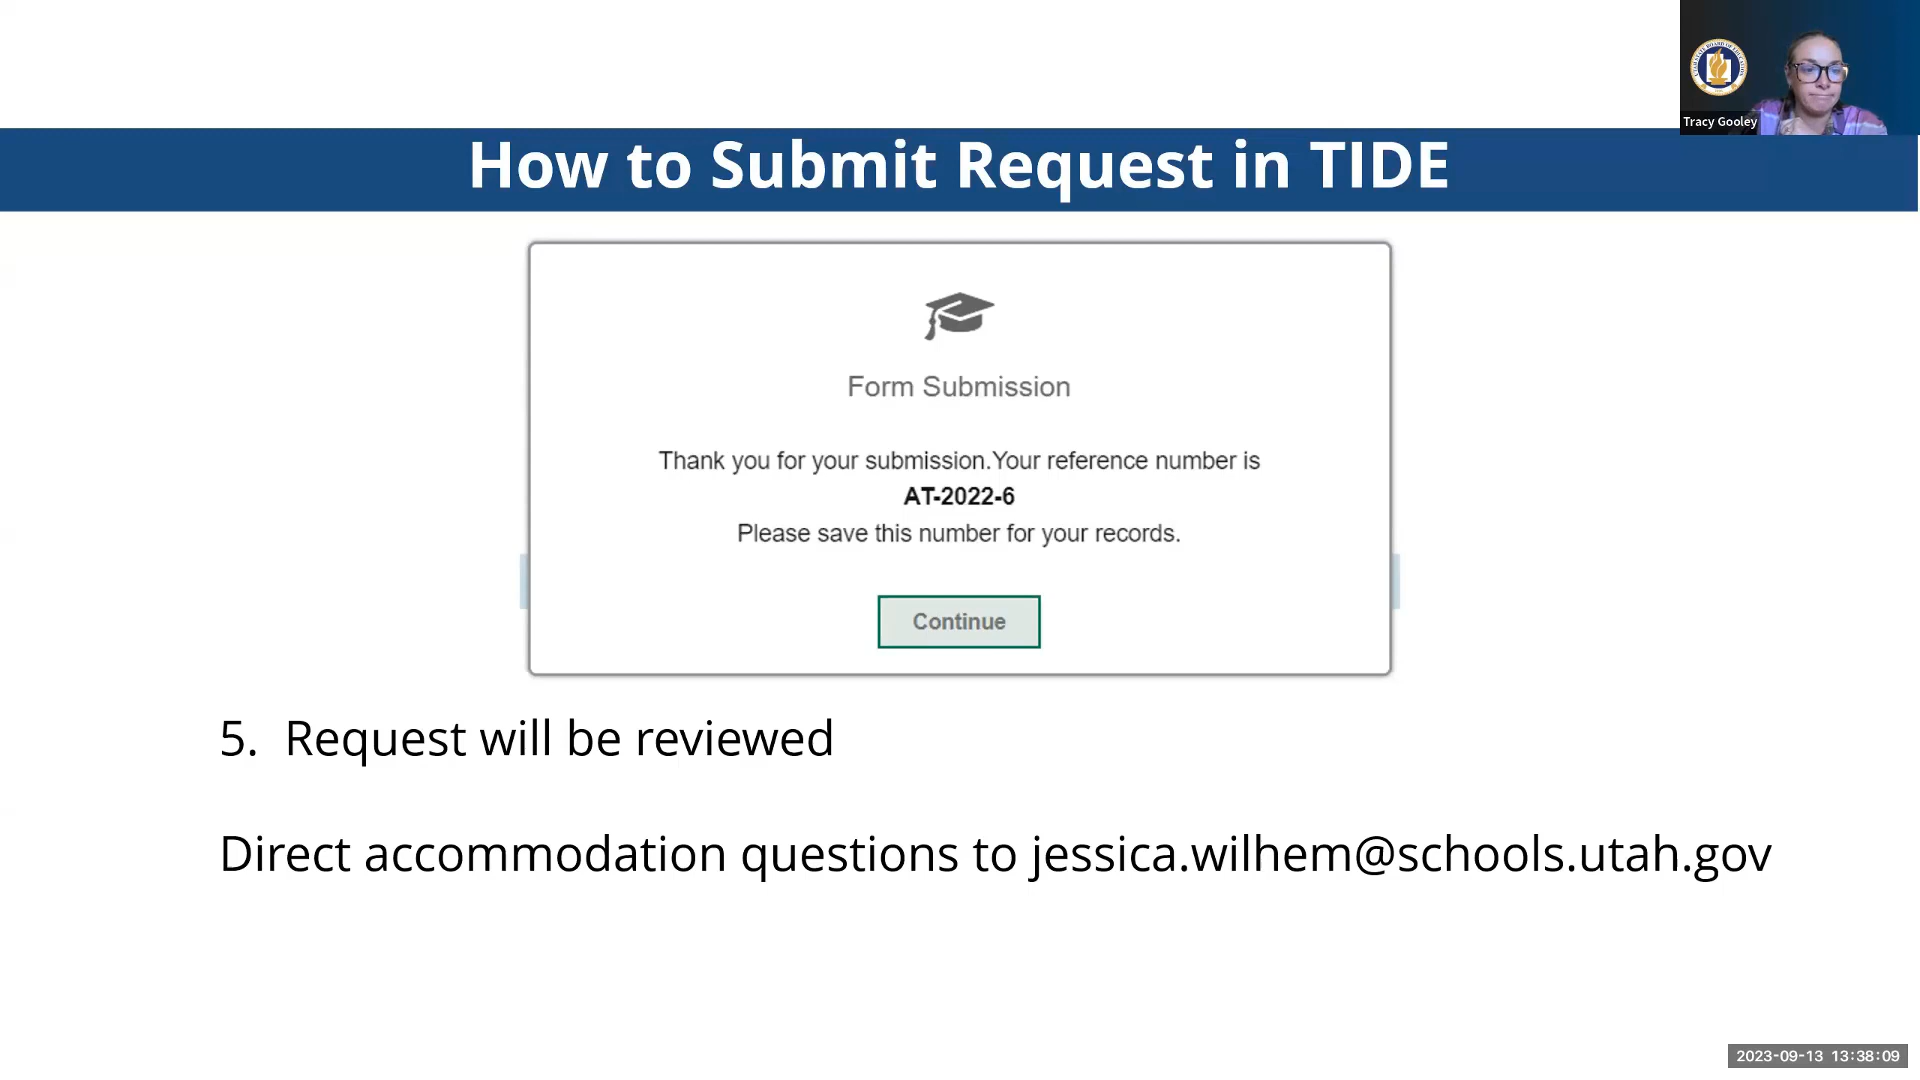 Tracy Gooley
How to Submit Request in TIDE
Form Submission
Thank you for your submission.Your reference number is
AT-2022-6
Please save this number for your records.
Continue
5. Request will be reviewed
Direct accommodation questions to jessica.wilhem@schools.utah.gov
2023-09-13 13:38:09